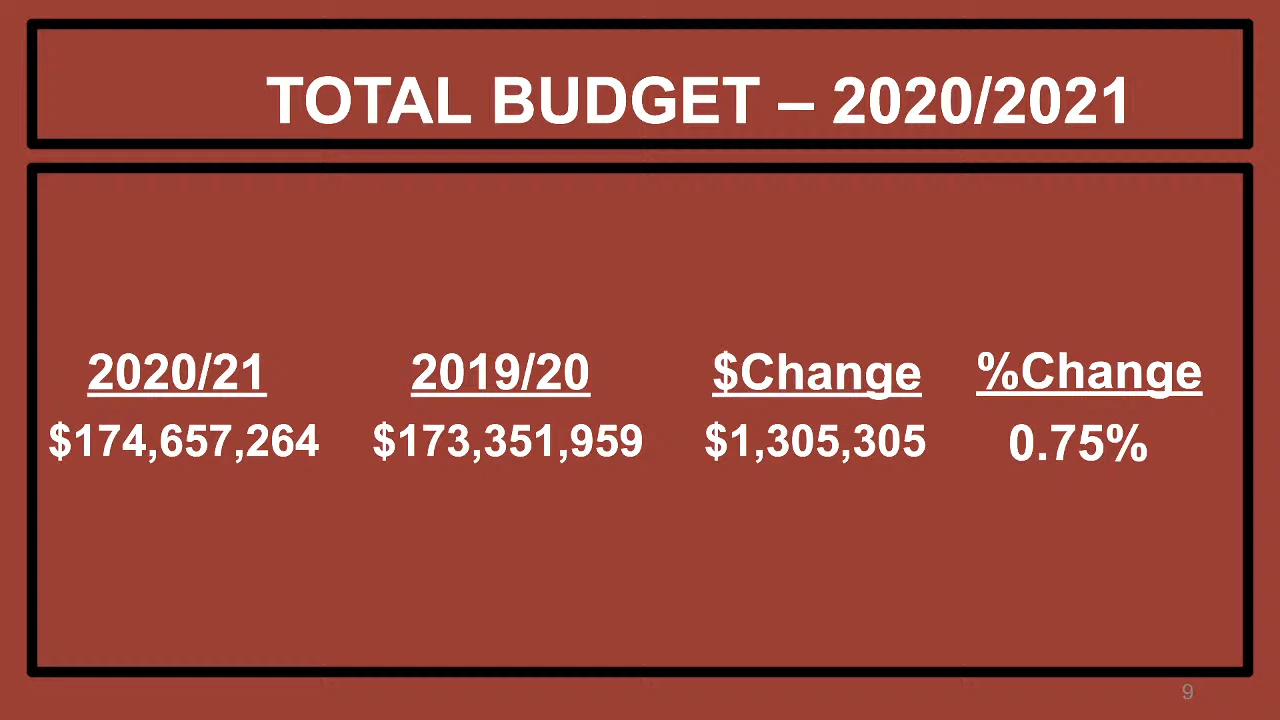 TOTAL BUDGET – 2020/2021
2020/21 2019/20 $Change %Change
$174,657,264 $173,351,959 $1,305,305 0.75%
9